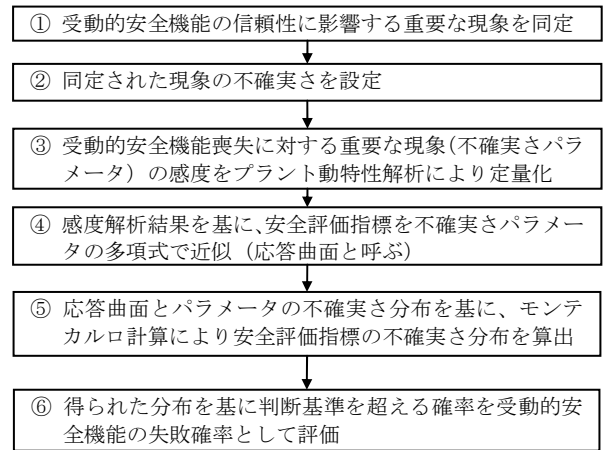 ① 受動的安全機能の信頼性に影響する重要な現象を同定
② 同定された現象の不確実さを設定
③ 受動的安全機能喪失に対する重要な現象(不確実さパラ
メータ）の感度をプラント動特性解析により定量化
④ 感度解析結果を基に、安全評価指標を不確実さパラメー
タの多項式で近似（応答曲面と呼ぶ）
⑤ 応答曲面とパラメータの不確実さ分布を基に、モンテ
カルロ計算により安全評価指標の不確実さ分布を算出
⑥ 得られた分布を基に判断基準を超える確率を受動的安
全機能の失敗確率として評価